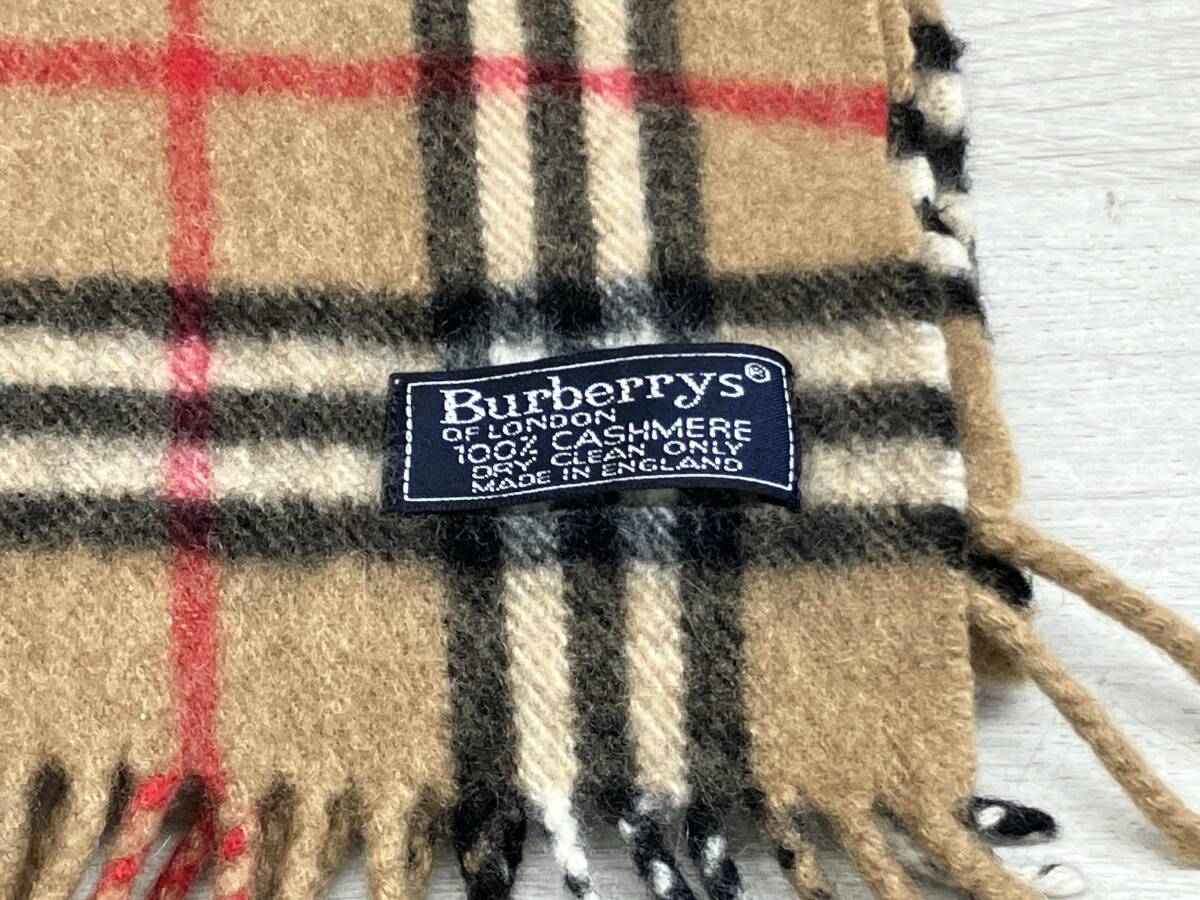 Burberrys®
OF LONDON
100% CASHMERE
DRY CLEAN ONLY
MADE IN ENGLAND